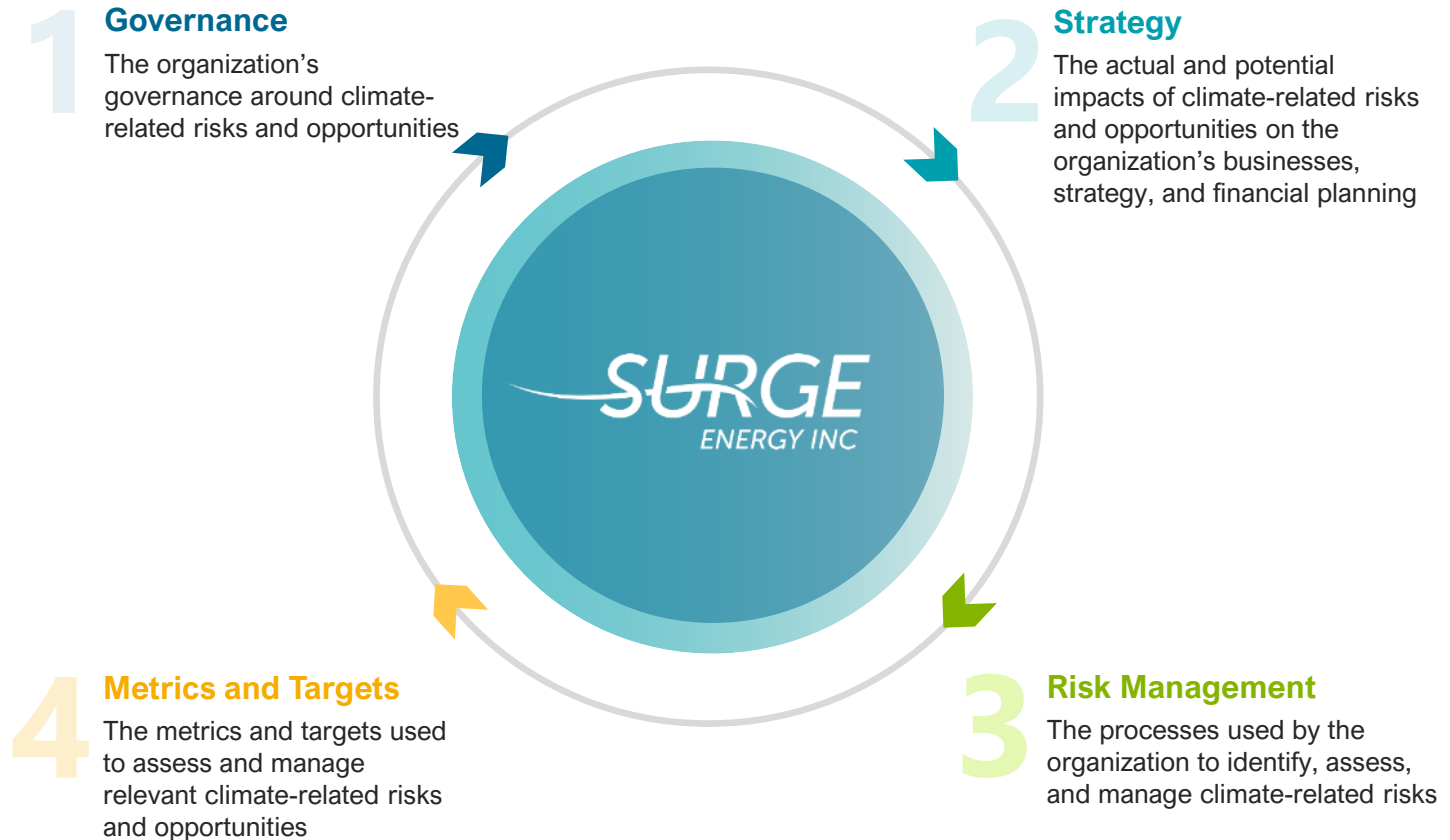 1
Governance
The organization's
governance around climate-
related risks and opportunities
2
Strategy
The actual and potential
impacts of climate-related risks
and opportunities on the
organization's businesses,
strategy, and financial planning
SURGE
ENERGY INC
4
Metrics and Targets
The metrics and targets used
to assess and manage
relevant climate-related risks
and opportunities
3
Risk Management
The processes used by the
organization to identify, assess,
and manage climate-related risks